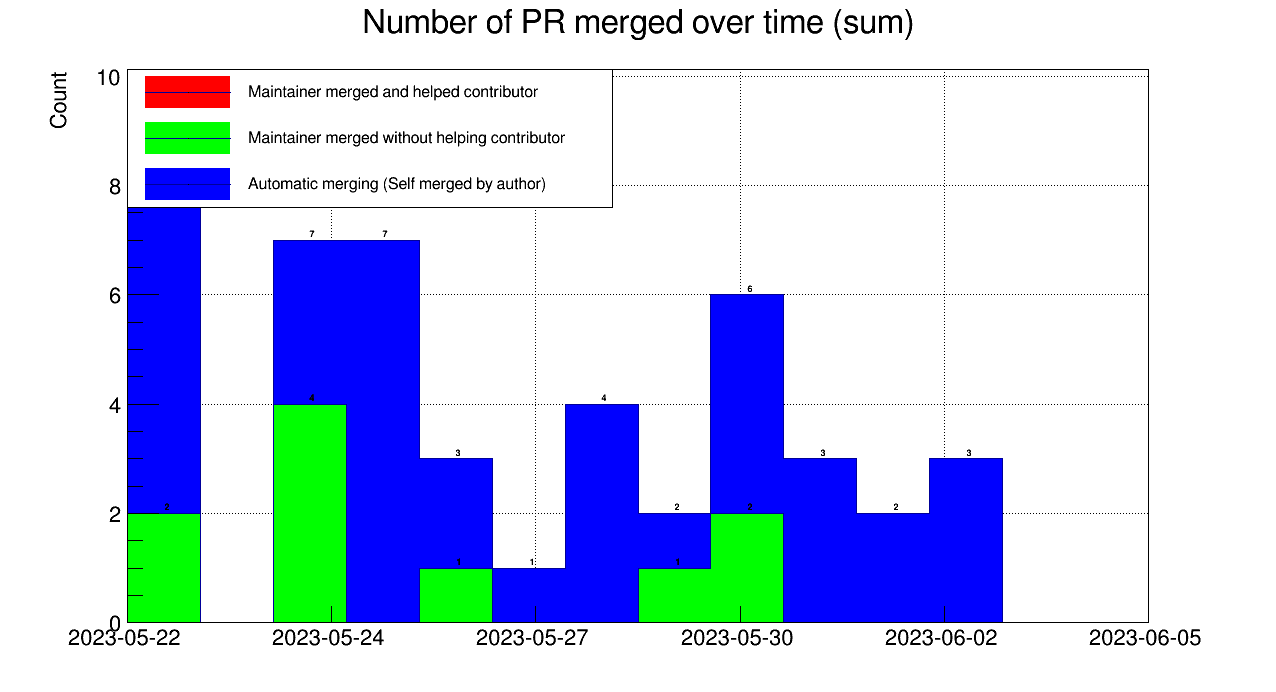 Number of PR merged over time (sum)
Count
10
8
6
4
2
0
Maintainer merged and helped contributor
Maintainer merged without helping contributor
Automatic merging (Self merged by author)
7 7
6
4 4
3 3 3
2 2 2 2
1 1 1
2023-05-22 2023-05-24 2023-05-27 2023-05-30 2023-06-02 2023-06-05